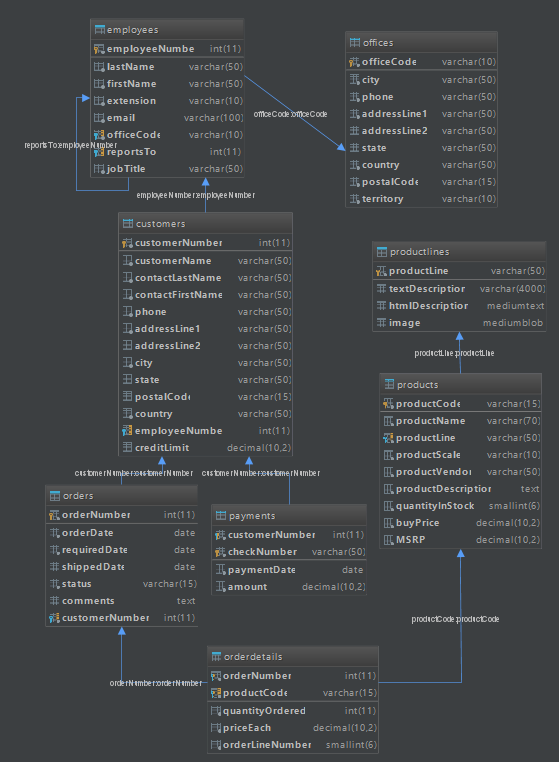 employees
employeeNumbe int(11)
lastName varchar(50)
firstName varchar(50)
extension varchar(10)
email varchar(100)
officeCode varchar(10)
reportsTo int(11)
jobTitle varchar(50)
offices
officeCode varchar(10)
city varchar(50)
phone varchar(50)
addressLine1 varchar(50)
addressLine2 varchar(50)
state varchar(50)
country varchar(50)
postalCode varchar(15)
territory varchar(10)
officeCode:officeCode
reportsTo:employeeNumber
employeeNumber:employeeNumber
customers
customerNumber int(11)
customerName varchar(50)
contactLastName varchar(50)
contactFirstName varchar(50)
phone varchar(50)
addressLine1 varchar(50)
addressLine2 varchar(50)
city varchar(50)
state varchar(50)
postalCode varchar(15)
country varchar(50)
employeeNumber int(11)
creditLimit decimal(10,2)
productlines
productLine varchar(50)
textDescription varchar(4000)
htmlDescription mediumtext
image mediumblob
productLine:productLine
products
productCode varchar(15)
productName varchar(70)
productLine varchar(50)
productScale varchar(10)
productVendor varchar(50)
productDescription text
quantityInStock smallint(6)
buyPrice decimal(10,2)
MSRP decimal(10,2)
customerNumber:customerNumber
customerNumber:customerNumber
orders
orderNumber int(11)
orderDate date
requiredDate date
shippedDate date
status varchar(15)
comments text
customerNumber int(11)
payments
customerNumber int(11)
checkNumber varchar(50)
paymentDate date
amount decimal(10,2)
productCode:productCode
orderNumber:orderNumber
orderdetails
orderNumber int(11)
productCode varchar(15)
quantityOrdered int(11)
priceEach decimal(10,2)
orderLineNumber smallint(6)